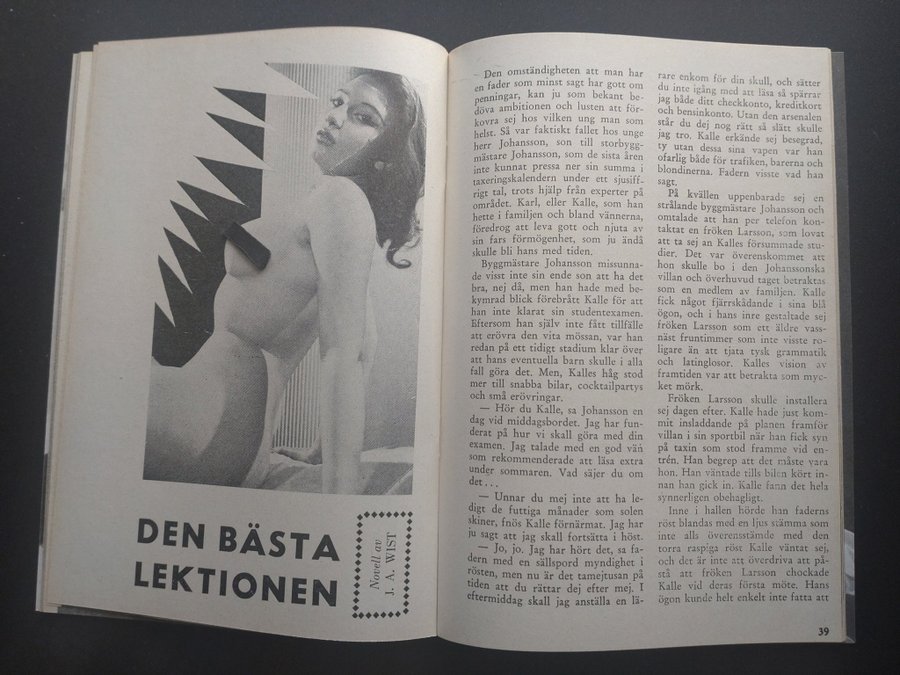 DEN BÄSTA
LEKTIONEN
Novell av
J. A. WIST
Den omständigheten att man har
en fader som minst sagt har gott om
penningar, kan ju som bekant be-
döva ambitionen och lusten att för-
kovra sej hos vilken ung man som
helst. Så var faktiskt fallet hos unge
herr Johansson, son till storbygg-
mästare Johansson, som de sista åren
inte kunnat pressa ner sin summa i
taxeringskalendern under ett sjusiff-
rigt tal, trots hjälp från experter på
området. Karl, eller Kalle, som han
hette i familjen och bland vännerna,
föredrog att leva gott och njuta av
sin fars förmögenhet, som ju ändå
skulle bli hans med tiden.
Byggmästare Johansson missunna-
de visst inte sin ende son att ha det
bra, nej då, men han hade med be-
kymrad blick förebrått Kalle för att
han inte klarat sin studentexamen.
Eftersom han själv inte fått tillfälle
att erövra den vita mössan, var han
redan på ett tidigt stadium klar över
att hans eventuella barn skulle i alla
fall göra det. Men, Kalles håg stod
mer till snabba bilar, cocktailpartys
och små erövringar.
— Hör du Kalle, sa Johansson en
dag vid middagsbordet. Jag har fun-
derat på hur vi skall göra med din
examen. Jag talade med en god vän
som rekommenderade att läsa extra
under sommaren. Vad säjer du om
det . . .
— Unnar du mej inte att ha le-
digt de futtiga månader som solen
skiner, fnös Kalle förnärmat. Jag har
ju sagt att jag skall fortsätta i höst.
— Jo, jo. Jag har hört det, sa fa-
dern med en sällspord myndighet i
rösten, men nu är det tamejtusan på
tiden att du rättar dej efter mej. I
eftermiddag skall jag anställa en lä-
rare enkom för din skull, och sätter
du inte igång med att läsa så spärrar
jag både ditt checkkonto, kreditkort
och bensinkonto. Utan den arsenalen
står du dej nog rätt så slätt skulle
jag tro. Kalle erkände sej besegrad,
ty utan dessa sina vapen var han
ofarlig både för trafiken, barerna och
blondinerna. Fadern visste vad han
sagt.
På kvällen uppenbarade sej en
strålande byggmästare Johansson och
omtalade att han per telefon kon-
taktat en fröken Larsson, som lovat
att ta sej an Kalles försummade stu-
dier. Det var överenskommet att
hon skulle bo i den Johanssonska
villan och överhuvud taget betraktas
som en medlem av familjen. Kalle
fick något fjärrskådande i sina blå
ögon, och i hans inre gestaltade sej
fröken Larsson som ett äldre vass-
näst fruntimmer som inte visste ro-
ligare än att tjata tysk grammatik
och latinglosor. Kalles vision av
framtiden var att betrakta som myc-
ket mörk.
Fröken Larsson skulle installera
sej dagen efter. Kalle hade just kom-
mit insladdande på planen framför
villan i sin sportbil när han fick syn
på taxin som stod framme vid en-
trén. Han begrep att det måste vara
hon. Han väntade tills bilen kört in-
nan han gick in. Kalle fann det hela
synnerligen obehagligt.
Inne i hallen hörde han faderns
röst blandas med en ljus stämma som
inte alls överensstämde med den
torra raspiga röst Kalle väntat sej,
och det är inte att överdriva att på-
stå att fröken Larsson chockade
Kalle vid deras första möte. Hans
ögon kunde helt enkelt inte fatta att
39